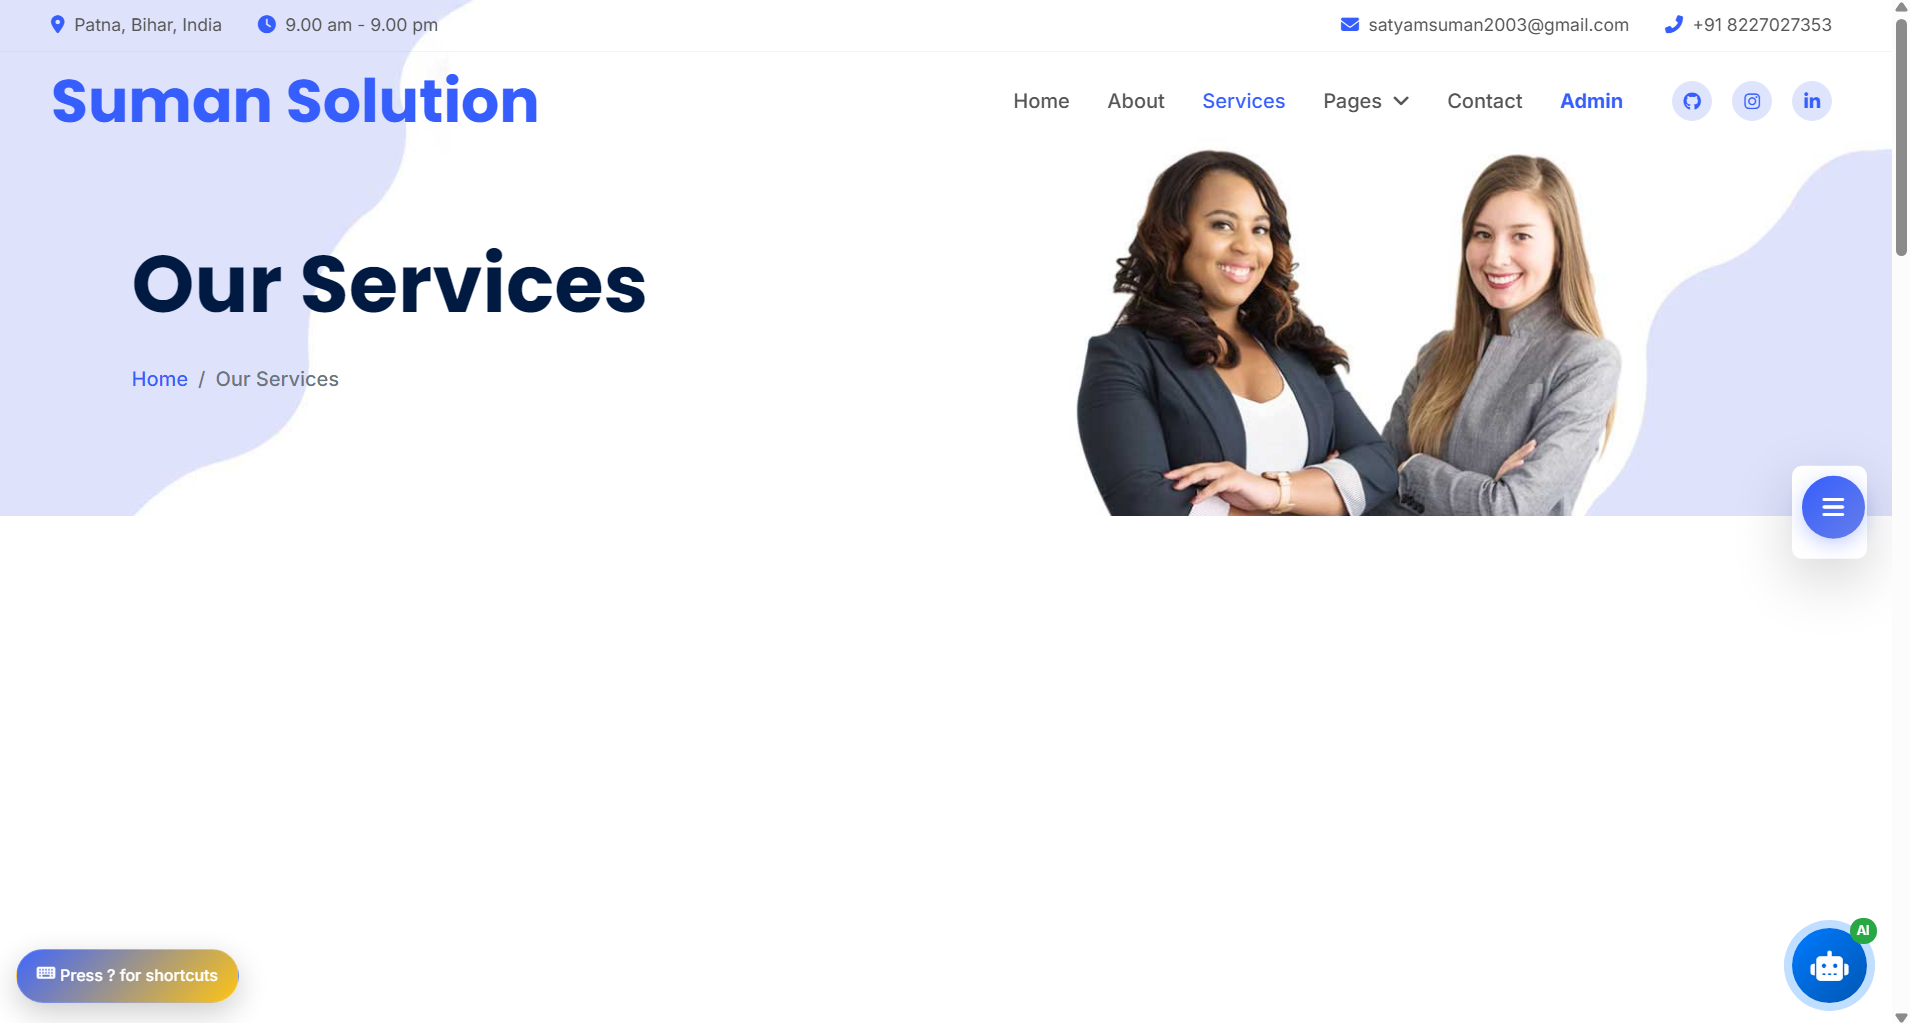 Patna, Bihar, India
9.00 am - 9.00 pm
satyamsuman2003@gmail.com
+91 8227027353
Suman Solution
Home
About
Services
Pages
Contact
Admin
Our Services
Home / Our Services
Press ? for shortcuts
AI